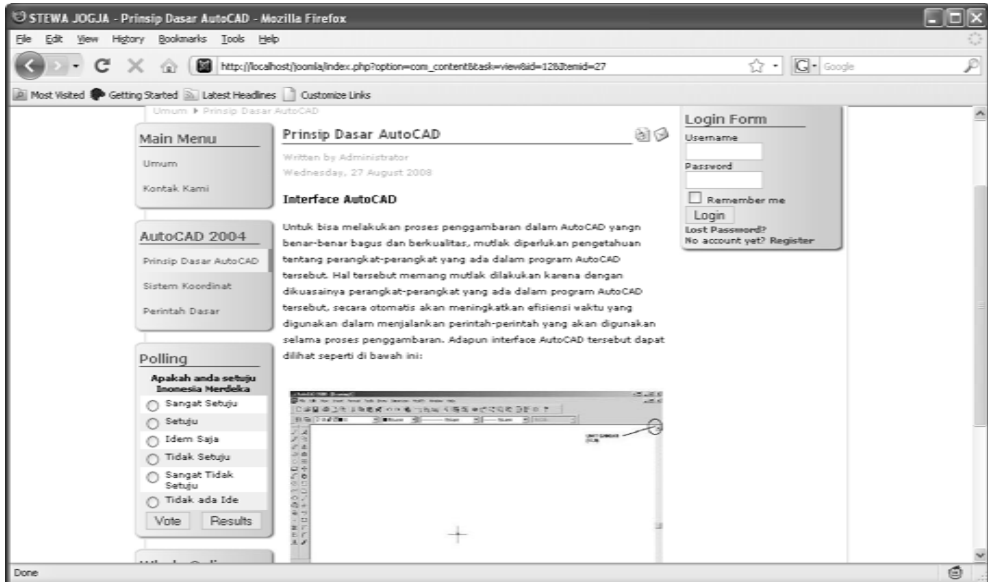 STEWA JOGJA - Prinsip Dasar AutoCAD - Mozilla Firefox
File Edit View History Bookmarks Tools Help
http://localhost/joomla/index.php?option=com_content&task=view&id=12&Itemid=27
Google
Most Visited Getting Started Latest Headlines Customize Links
Umum Prinsip Dasar AutoCAD
Main Menu
Umum
Kontak Kami
AutoCAD 2004
Prinsip Dasar AutoCAD
Sistem Koordinat
Perintah Dasar
Polling
Apakah anda setuju
Inonesia Merdeka
Sangat Setuju
Setuju
Idem Saja
Tidak Setuju
Sangat Tidak
Setuju
Tidak ada Ide
Vote Results
Prinsip Dasar AutoCAD
Written by Administrator
Wednesday, 27 August 2008
Interface AutoCAD
Untuk bisa melakukan proses penggambaran dalam AutoCAD yangn
benar-benar bagus dan berkualitas, mutlak diperlukan pengetahuan
tentang perangkat-perangkat yang ada dalam program AutoCAD
tersebut. Hal tersebut memang mutlak dilakukan karena dengan
dikuasainya perangkat-perangkat yang ada dalam program AutoCAD
tersebut, secara otomatis akan meningkatkan efisiensi waktu yang
digunakan dalam menjalankan perintah-perintah yang akan digunakan
selama proses penggambaran. Adapun interface AutoCAD tersebut dapat
dilihat seperti di bawah ini:
Login Form
Username
Password
Remember me
Login
Lost Password?
No account yet? Register
Done